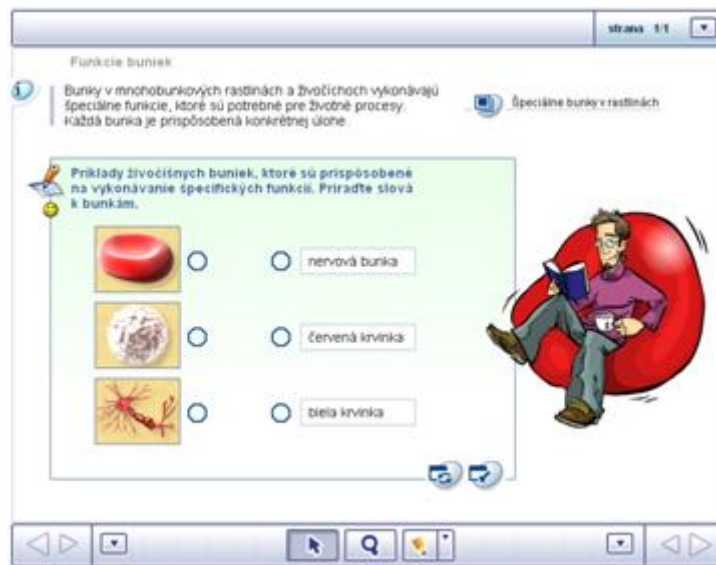 strana 1/1
Funkcie buniek
Bunky v mnohobunkových rastlinách a živočíchoch vykonávajú
špeciálne funkcie, ktoré sú potrebné pre životné procesy.
Každá bunka je prispôsobená konkrétnej úlohe
Špeciálne bunky v rastlinách
Príklady živočíšnych buniek, ktoré sú prispôsobené
na vykonávanie špecifických funkcií. Priraďte slová
k bunkám.
nervová bunka
červená krvinka
biela krvinka